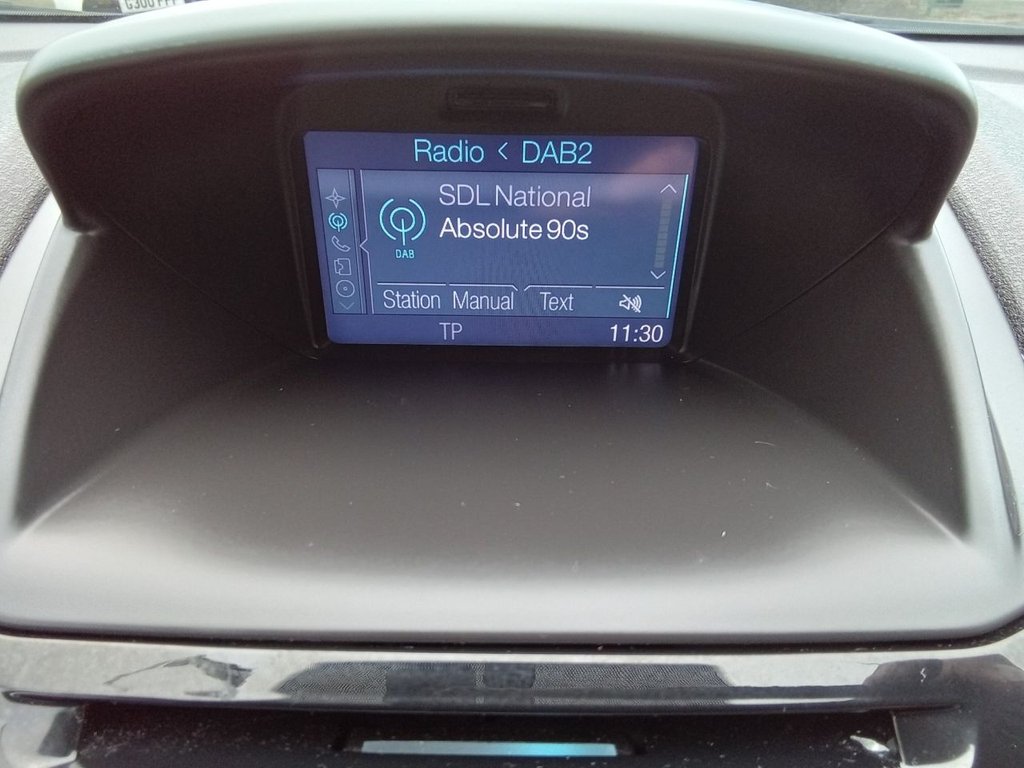 Radio < DAB2
SDL National
Absolute 90s
DAB
Station Manual Text
TP 11:30